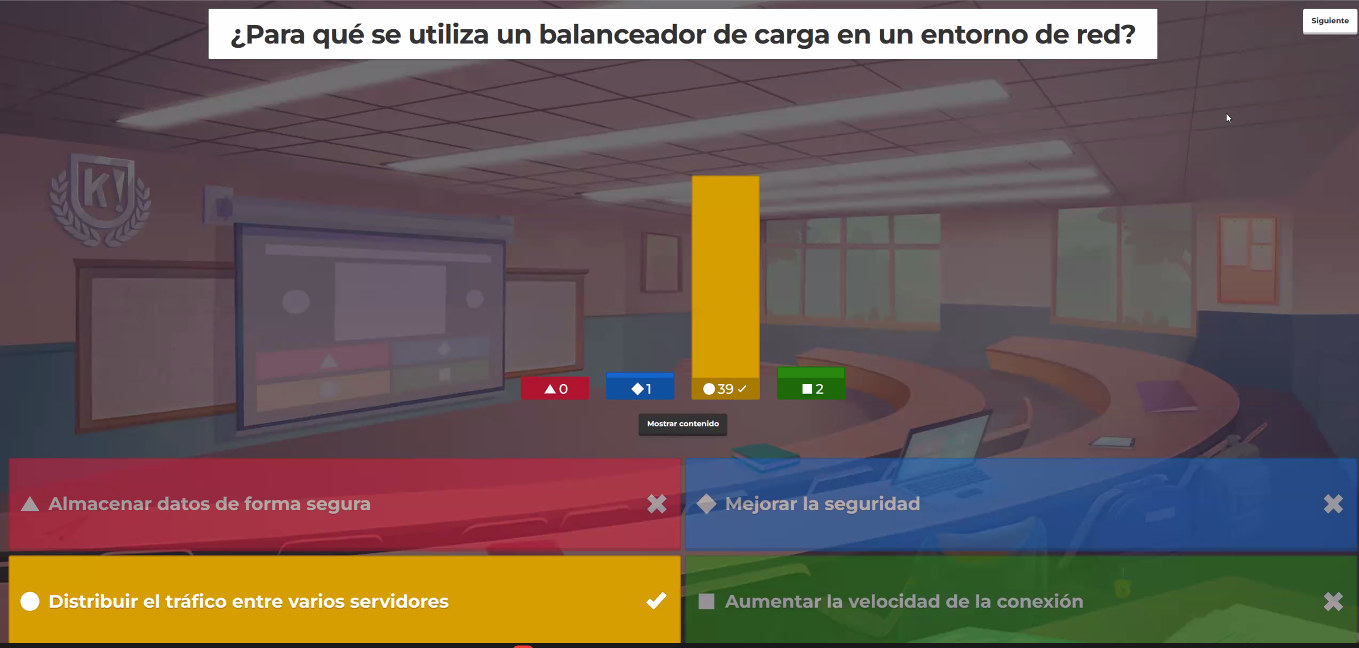 ¿Para qué se utiliza un balanceador de carga en un entorno de red?
Siguiente
K!
0
1
39
2
Mostrar contenido
Almacenar datos de forma segura
Mejorar la seguridad
Distribuir el tráfico entre varios servidores
Aumentar la velocidad de la conexión